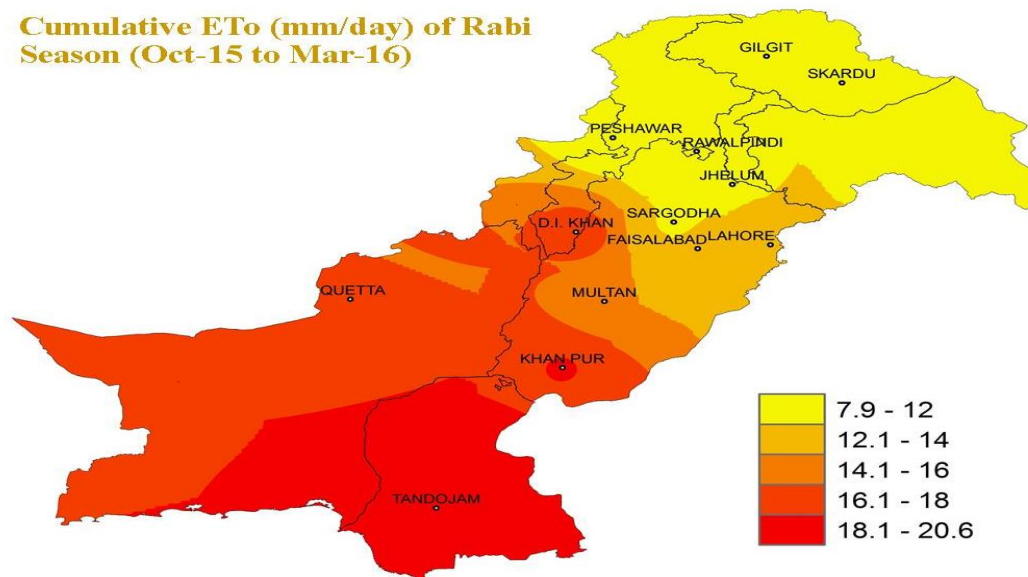 Cumulative ETo (mm/day) of Rabi
Season (Oct-15 to Mar-16)
GILGIT
SKARDU
PESHAWAR
RAWALPINDI
JHELUM
SARGODHA
D.I. KHAN
FAISALABAD
LAHORE
QUETTA
MULTAN
KHAN PUR
TANDOJAM
7.9 - 12
12.1 - 14
14.1 - 16
16.1 - 18
18.1 - 20.6